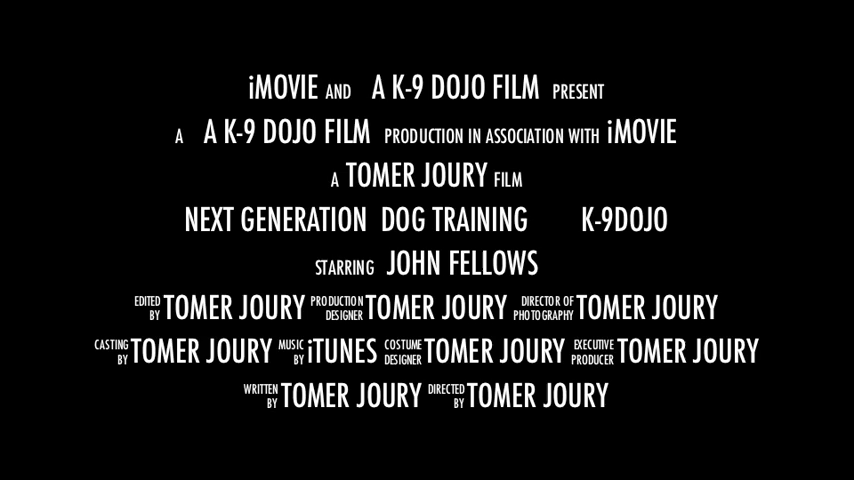 iMOVIE AND A K-9 DOJO FILM PRESENT
A A K-9 DOJO FILM PRODUCTION IN ASSOCIATION WITH iMOVIE
A TOMER JOURY FILM
NEXT GENERATION DOG TRAINING K-9DOJO
STARRING JOHN FELLOWS
EDITED BY TOMER JOURY PRODUCTION DESIGNER TOMER JOURY DIRECTOR OF PHOTOGRAPHY TOMER JOURY
CASTING BY TOMER JOURY MUSIC BY iTUNES COSTUME DESIGNER TOMER JOURY EXECUTIVE PRODUCER TOMER JOURY
WRITTEN BY TOMER JOURY DIRECTED BY TOMER JOURY